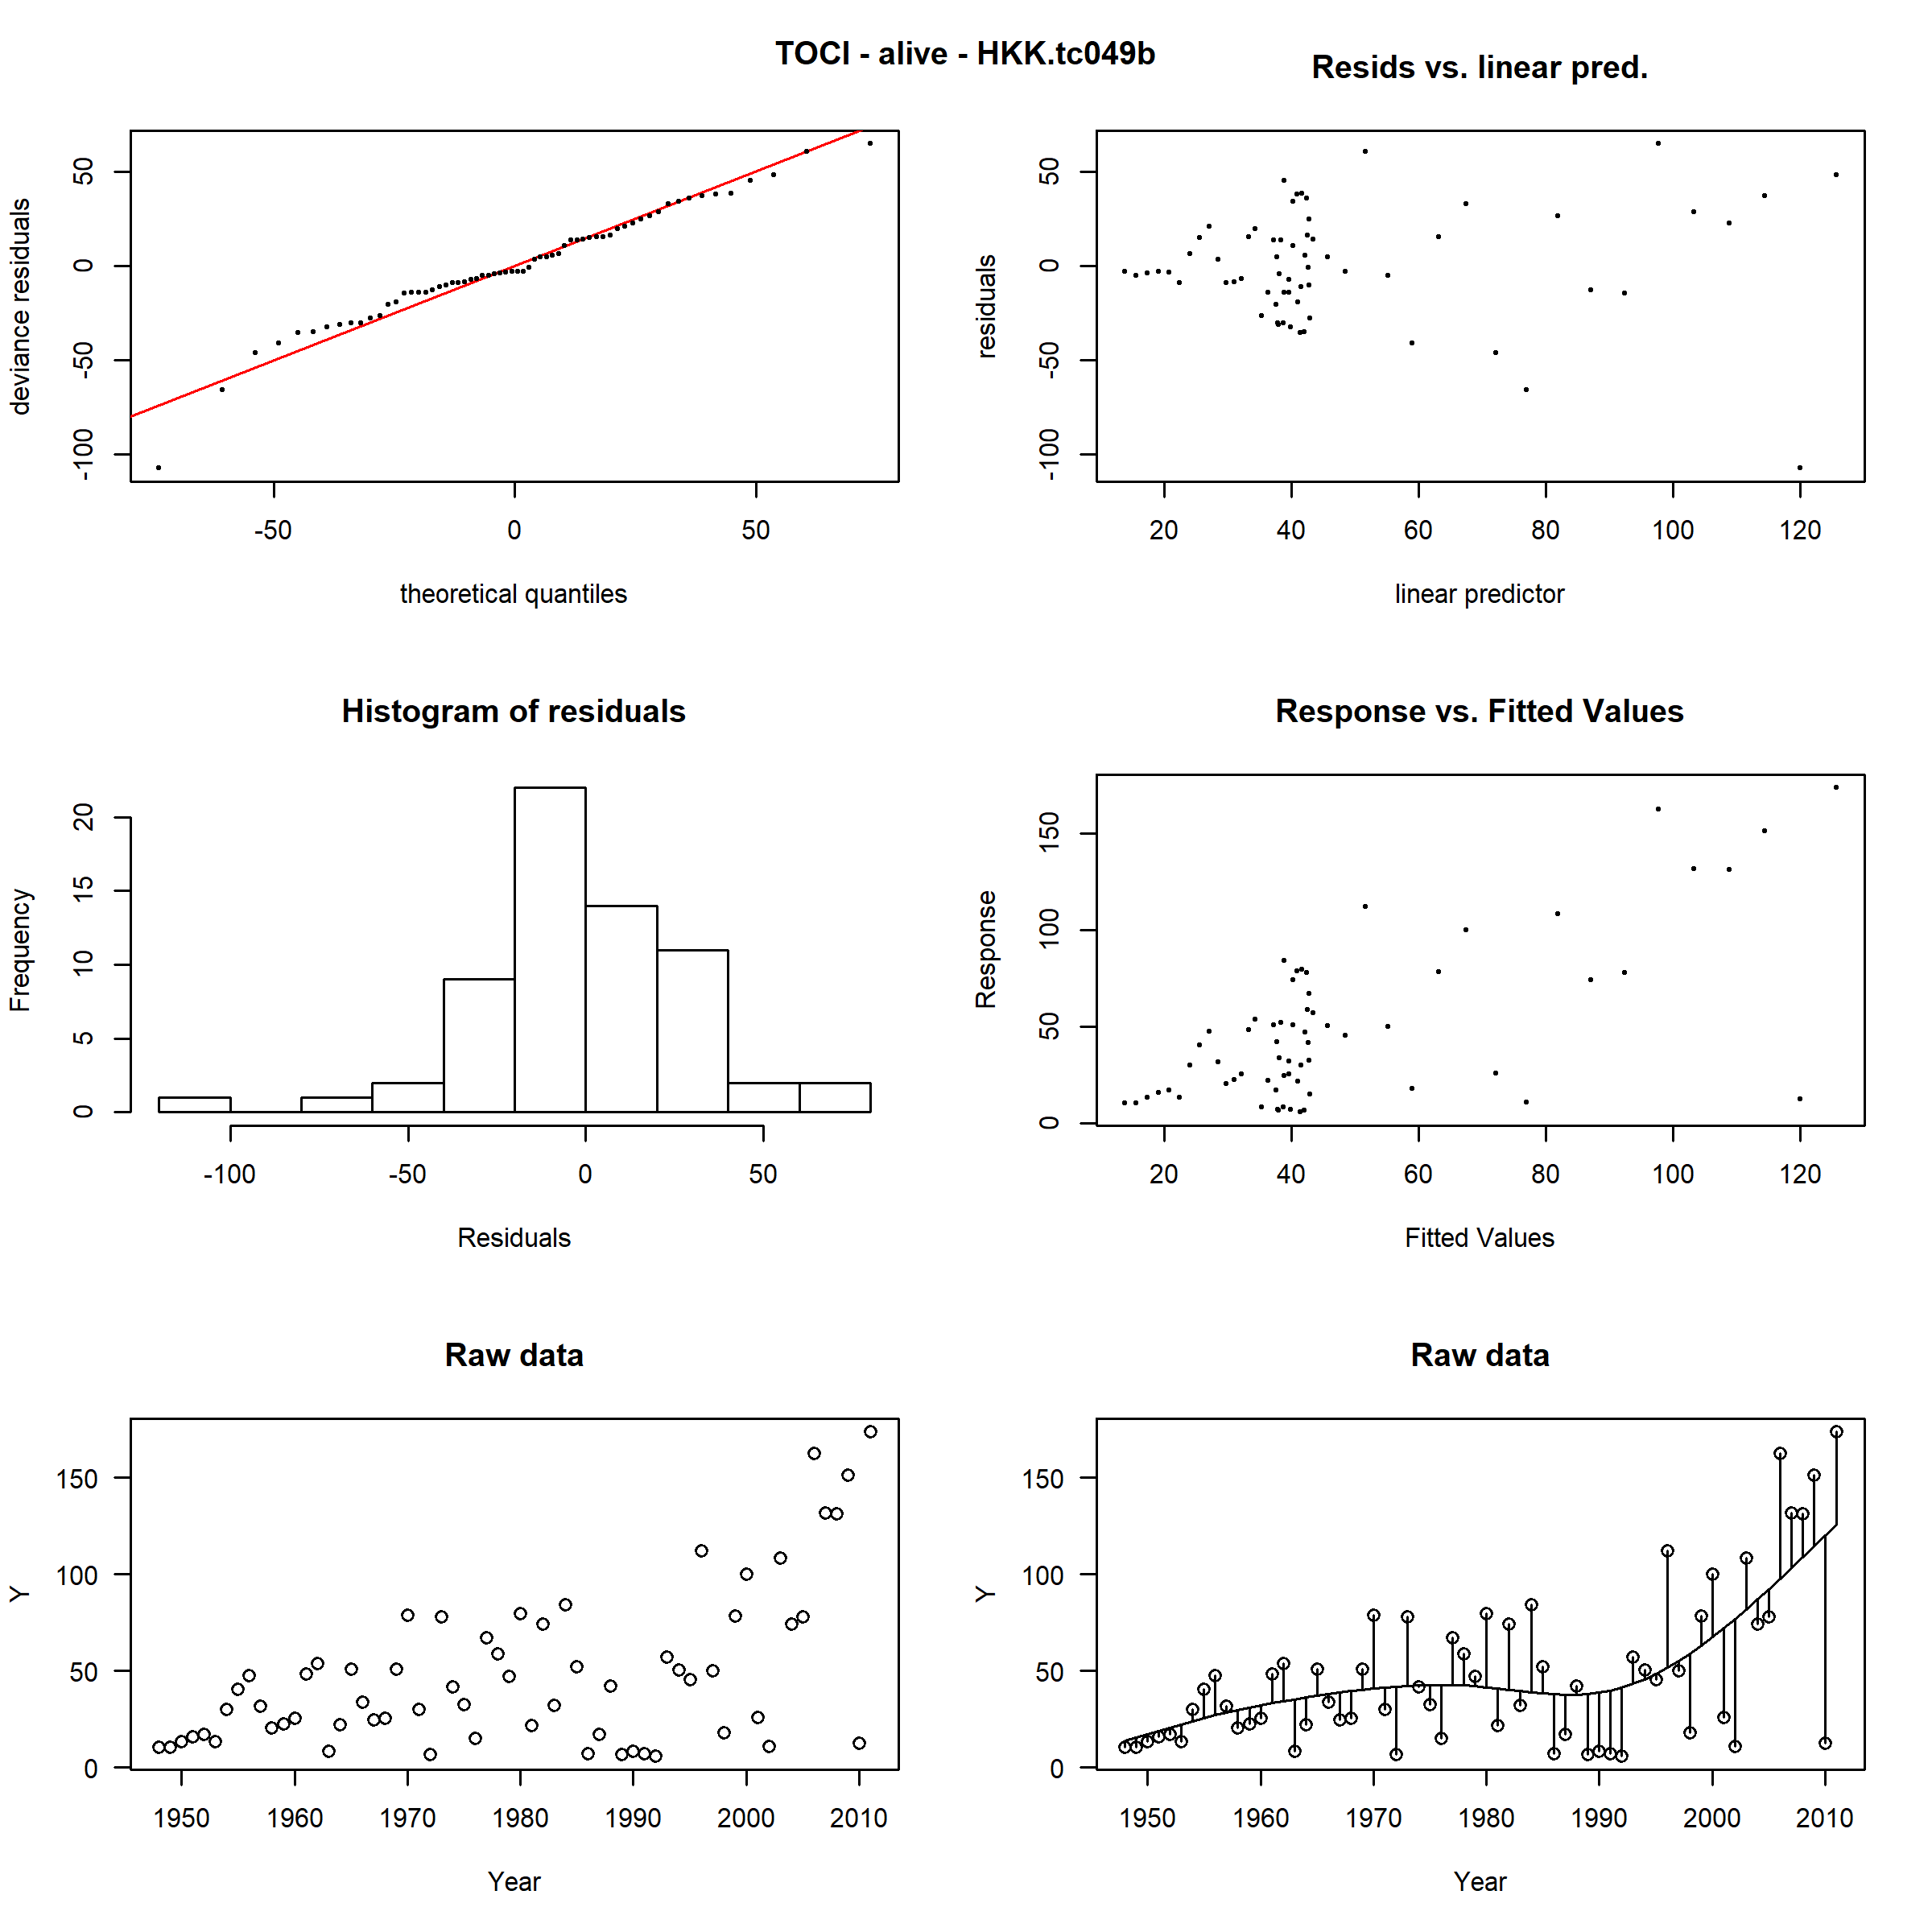 TOCI - alive - HKK.tc049b
Resids vs. linear pred.
deviance residuals
50
0
-50
-100
-50 0 50
theoretical quantiles
residuals
50
0
-50
-100
20 40 60 80 100 120
linear predictor
Histogram of residuals
Frequency
20
15
10
5
0
-100 -50 0 50
Residuals
Response vs. Fitted Values
Response
150
100
50
0
20 40 60 80 100 120
Fitted Values
Raw data
Y
150
100
50
0
1950 1960 1970 1980 1990 2000 2010
Year
Raw data
Y
150
100
50
0
1950 1960 1970 1980 1990 2000 2010
Year